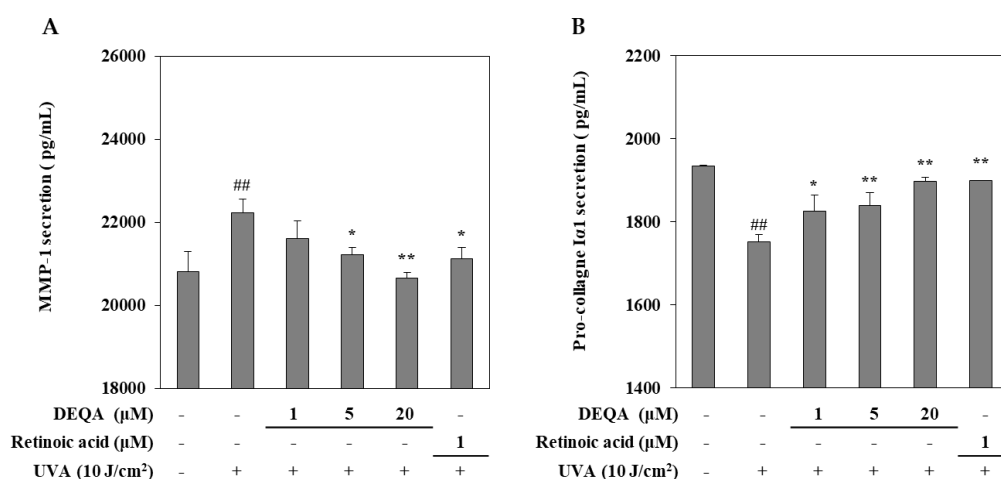 A
MMP-1 secretion ( pg/mL)
26000
24000
22000
20000
18000
##
*
**
*
DEQA (μM) - - 1 5 20 -
Retinoic acid (μM) - - - - - 1
UVA (10 J/cm²) - + + + + +
B
Pro-collagne Iα1 secretion ( pg/mL)
2200
2000
1800
1600
1400
##
*
**
**
**
DEQA (μM) - - 1 5 20 -
Retinoic acid (μM) - - - - - 1
UVA (10 J/cm²) - + + + + +